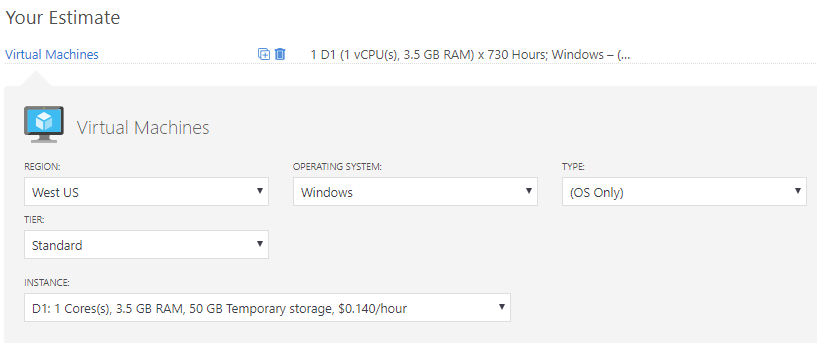 Your Estimate
Virtual Machines 1 D1 (1 vCPU(s), 3.5 GB RAM) x 730 Hours; Windows – (...
Virtual Machines
REGION: OPERATING SYSTEM: TYPE:
West US Windows (OS Only)
TIER:
Standard
INSTANCE:
D1: 1 Cores(s), 3.5 GB RAM, 50 GB Temporary storage, $0.140/hour